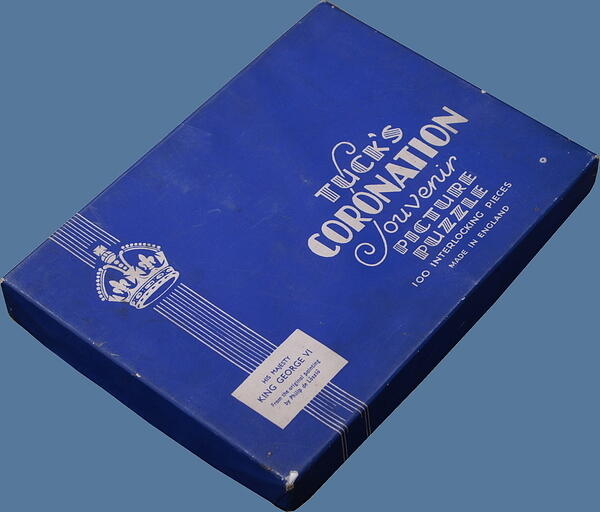 TUCK'S
CORONATION
Souvenir
PICTURE
PUZZLE
100 INTERLOCKING PIECES
MADE IN ENGLAND
HIS MAJESTY
KING GEORGE VI
From the original painting
by Philip de László